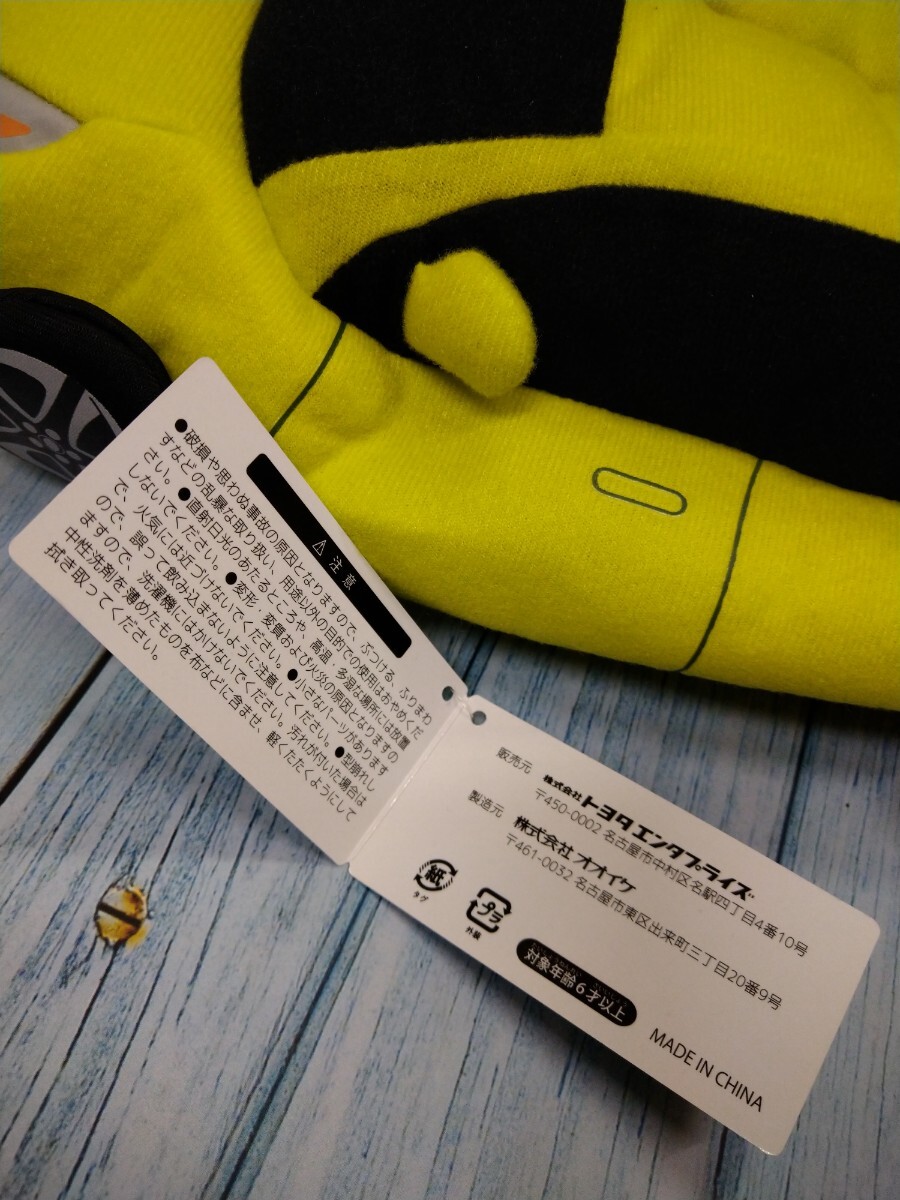 ⚠ 注意
●破損や思わぬ事故の原因となりますので、ぶつける、ふりまわ
すなどの乱暴な取り扱い、用途以外の目的での使用はおやめくだ
さい。●直射日光のあたるところや、高温、多湿な場所には放置
しないでください。●変形、変質および火災の原因となりますの
で、火気には近づけないでください。●小さなパーツがあります
ので、誤って飲み込まないように注意してください。●型崩れし
ますので、洗濯機にはかけないでください。汚れが付いた場合は
中性洗剤を薄めたものを布などに含ませ、軽くたたくようにして
拭き取ってください。
販売元 株式会社トヨタエンタプライズ
〒450-0002 名古屋市中村区名駅四丁目4番10号
製造元 株式会社オオイケ
〒461-0032 名古屋市東区出来町三丁目20番9号
紙
タグ
プラ
外装
対象年齢6才以上
MADE IN CHINA